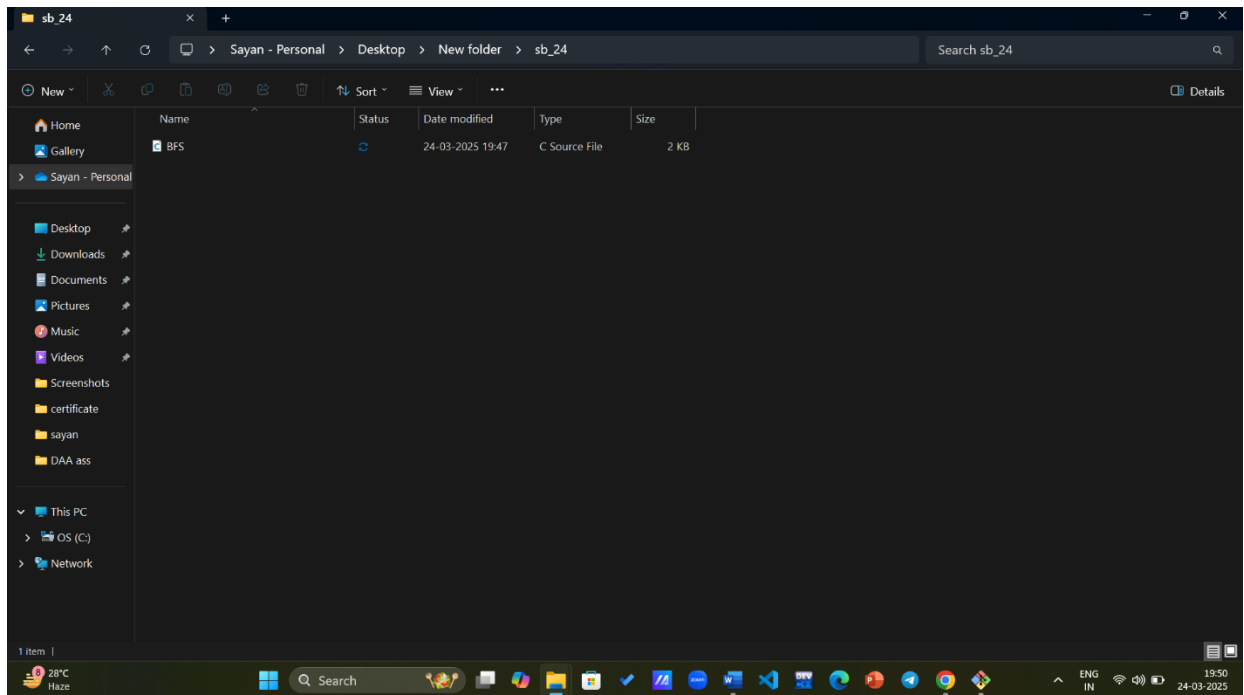 sb_24
Sayan - Personal > Desktop > New folder > sb_24
Search sb_24
New
Sort
View
Details
Name Status Date modified Type Size
BFS 24-03-2025 19:47 C Source File 2 KB
Home
Gallery
Sayan - Personal
Desktop
Downloads
Documents
Pictures
Music
Videos
Screenshots
certificate
sayan
DAA ass
This PC
OS (C:)
Network
1 item
8
28°C
Haze
Search
zoom
DEV
ENG
IN
19:50
24-03-2025